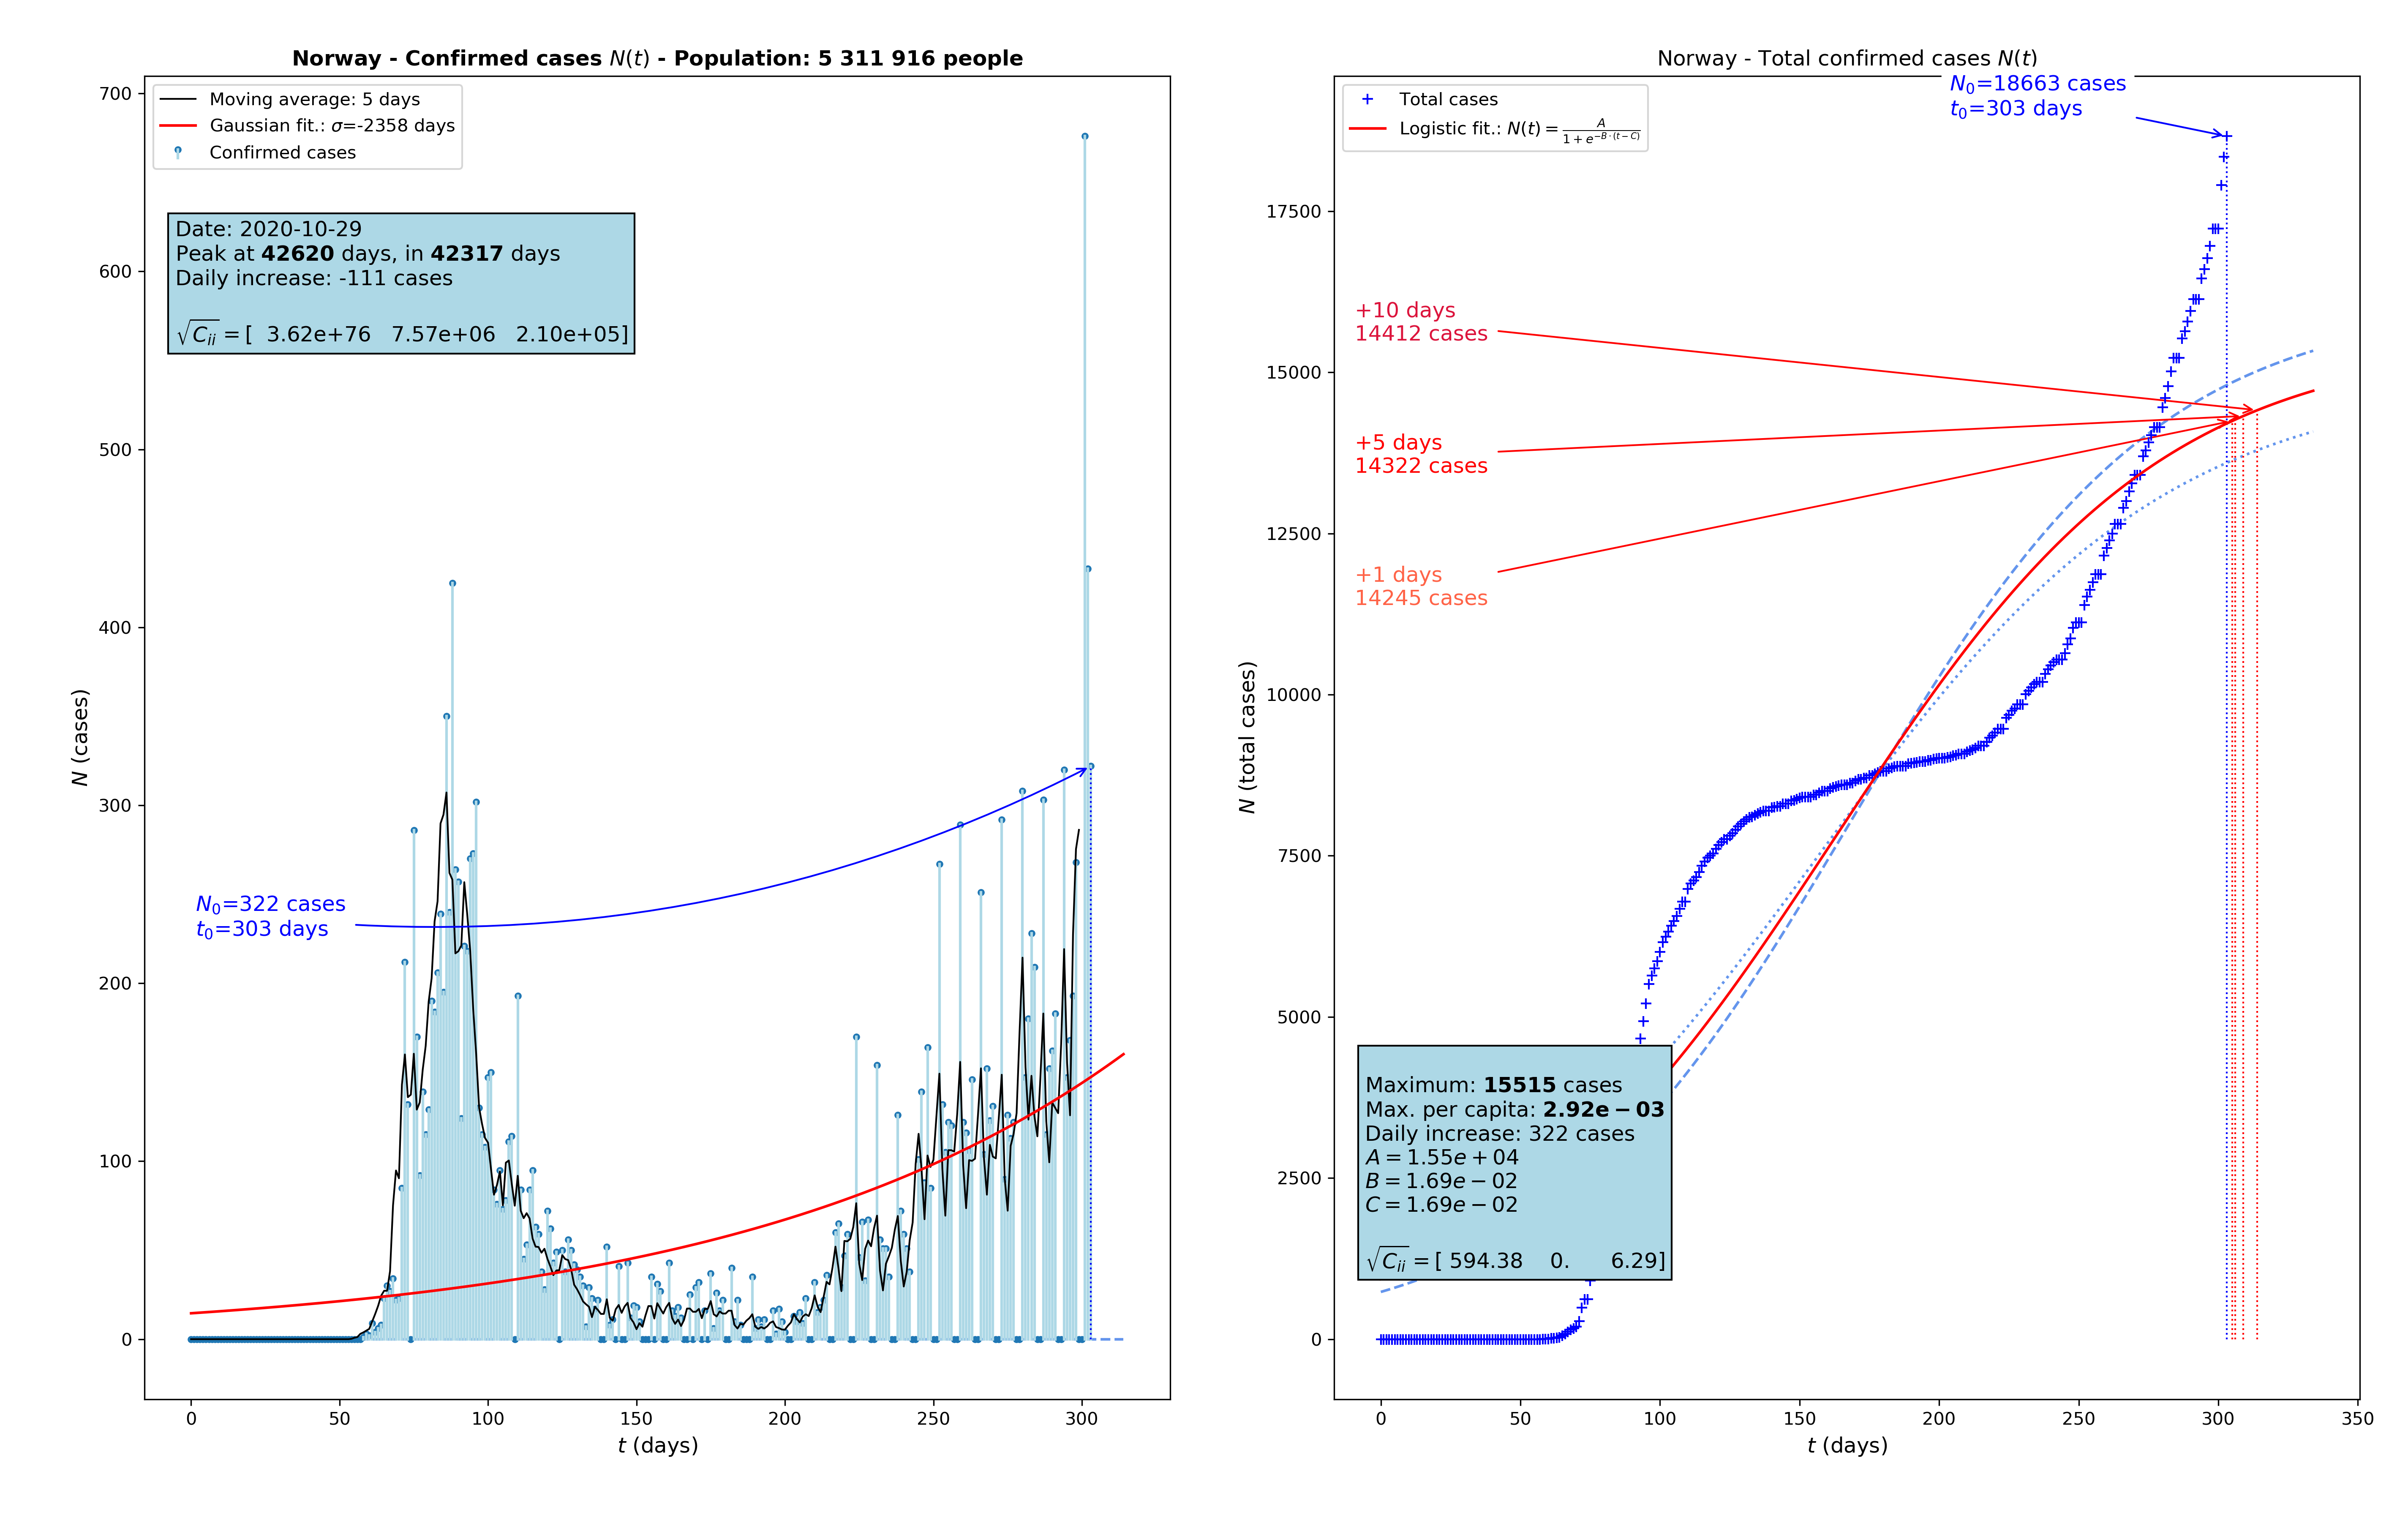 Norway - Confirmed cases N(t) - Population: 5 311 916 people
Moving average: 5 days
Gaussian fit.: σ=-2358 days
Confirmed cases
Date: 2020-10-29
Peak at 42620 days, in 42317 days
Daily increase: -111 cases
√C_ii = [ 3.62e+76 7.57e+06 2.10e+05]
N₀=322 cases
t₀=303 days
700
600
500
400
300
200
100
0
N (cases)
0 50 100 150 200 250 300
t (days)
Norway - Total confirmed cases N(t)
N₀=18663 cases
t₀=303 days
Total cases
Logistic fit.: N(t) = A / (1 + e^{−B·(t−C)})
+10 days
14412 cases
+5 days
14322 cases
+1 days
14245 cases
Maximum: 15515 cases
Max. per capita: 2.92e − 03
Daily increase: 322 cases
A = 1.55e + 04
B = 1.69e − 02
C = 1.69e − 02
√C_ii = [ 594.38 0. 6.29]
17500
15000
12500
10000
7500
5000
2500
0
N (total cases)
0 50 100 150 200 250 300 350
t (days)